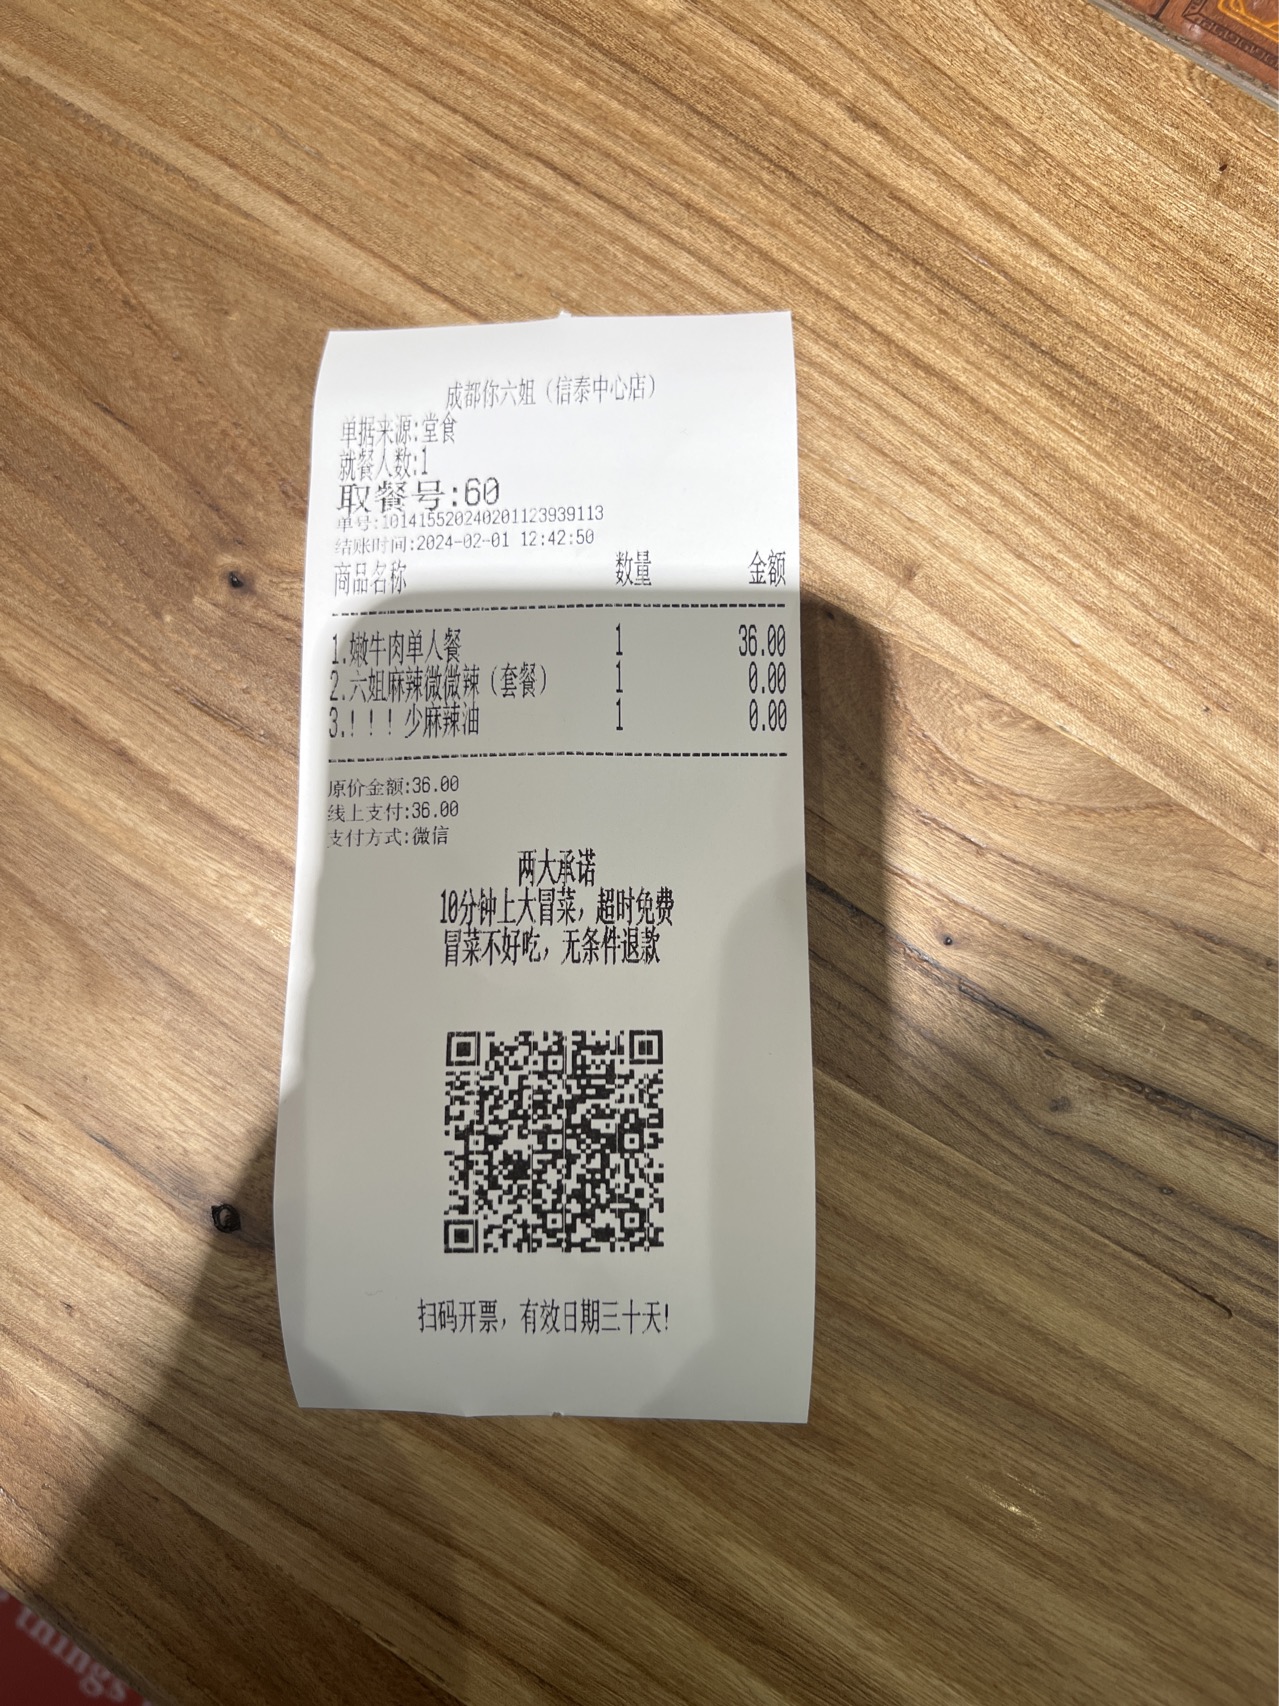 成都你六姐（信泰中心店）
单据来源:堂食
就餐人数:1
取餐号:60
单号:10141552024020112393​9113
结账时间:2024-02-01 12:42:50
商品名称 数量 金额
1.嫩牛肉单人餐 1 36.00
2.六姐麻辣微微辣（套餐） 1 0.00
3.！！！少麻辣油 1 0.00
原价金额:36.00
线上支付:36.00
支付方式:微信
两大承诺
10分钟上大冒菜，超时免费
冒菜不好吃，无条件退款
扫码开票，有效日期三十天!
things